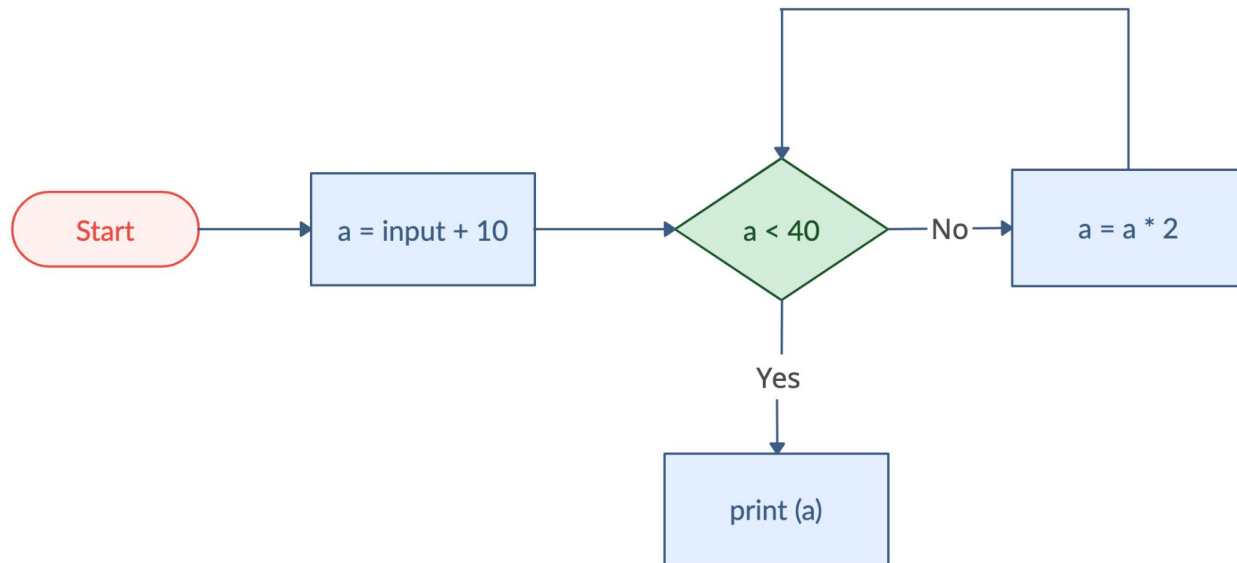 Start
a = input + 10
a < 40
No
a = a * 2
Yes
print (a)